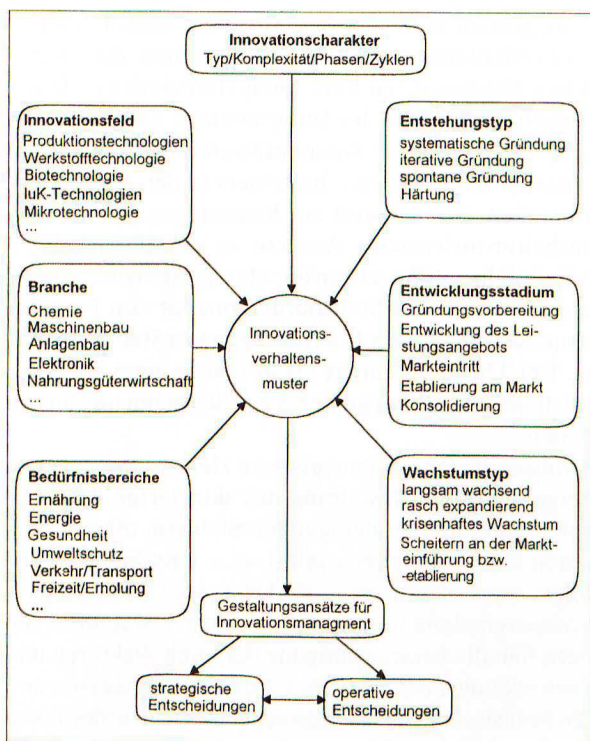 Innovationscharakter
Typ/Komplexität/Phasen/Zyklen
Innovationsfeld
Produktionstechnologien
Werkstofftechnologie
Biotechnologie
IuK-Technologien
Mikrotechnologie
...
Entstehungstyp
systematische Gründung
iterative Gründung
spontane Gründung
Härtung
Branche
Chemie
Maschinenbau
Anlagenbau
Elektronik
Nahrungsgüterwirtschaft
...
Innovations-
verhaltens-
muster
Entwicklungsstadium
Gründungsvorbereitung
Entwicklung des Lei-
stungsangebots
Markteintritt
Etablierung am Markt
Konsolidierung
Bedürfnisbereiche
Ernährung
Energie
Gesundheit
Umweltschutz
Verkehr/Transport
Freizeit/Erholung
...
Wachstumstyp
langsam wachsend
rasch expandierend
krisenhaftes Wachstum
Scheitern an der Markt-
einführung bzw.
-etablierung
Gestaltungsansätze für
Innovationsmanagment
strategische
Entscheidungen
operative
Entscheidungen